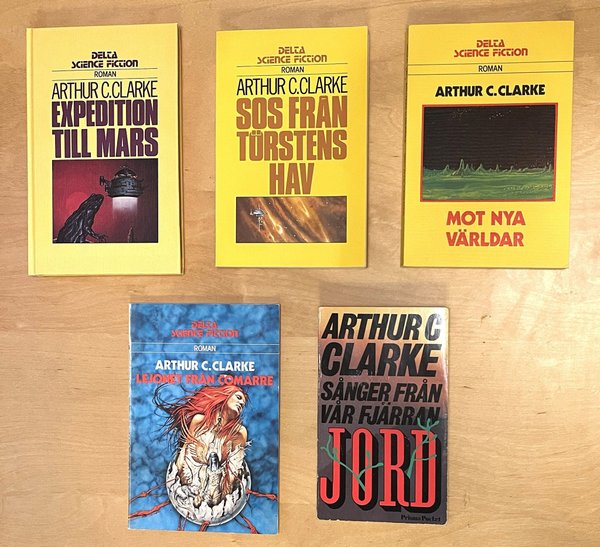 DELTA
SCIENCE FICTION
ROMAN
ARTHUR C.CLARKE
EXPEDITION
TILL MARS
DELTA
SCIENCE FICTION
ROMAN
ARTHUR C.CLARKE
SOS FRÅN
TÖRSTENS
HAV
DELTA
SCIENCE FICTION
ROMAN
ARTHUR C. CLARKE
MOT NYA
VÄRLDAR
DELTA
SCIENCE FICTION
ROMAN
ARTHUR C. CLARKE
LEJONET FRÅN COMARRE
ARTHUR C
CLARKE
SÅNGER FRÅN
VÅR FJÄRRAN
JORD
Prisma Pocket